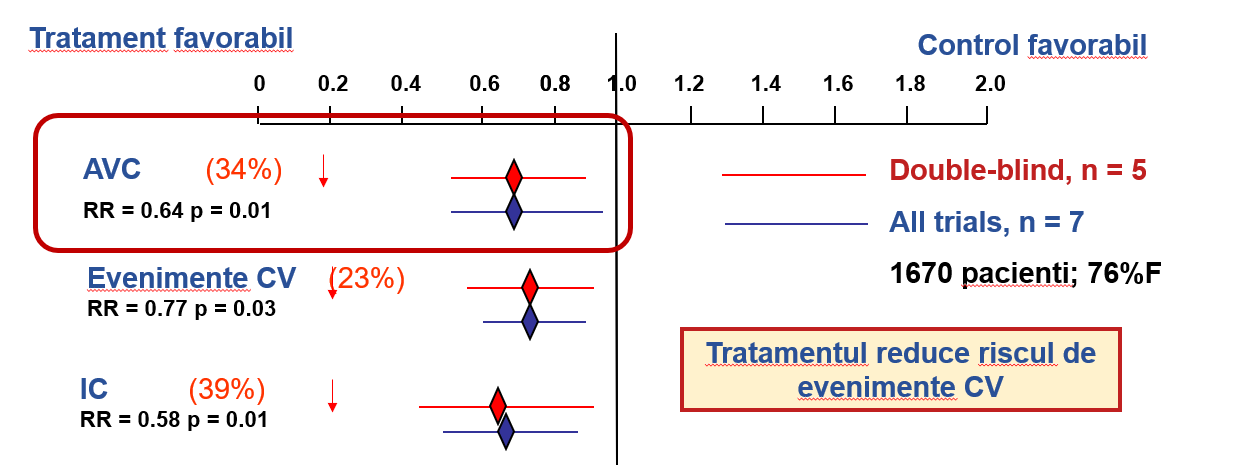 Tratament favorabil
Control favorabil
0 0.2 0.4 0.6 0.8 1.0 1.2 1.4 1.6 1.8 2.0
AVC (34%)
RR = 0.64 p = 0.01
Double-blind, n = 5
All trials, n = 7
1670 pacienti; 76%F
Evenimente CV (23%)
RR = 0.77 p = 0.03
Tratamentul reduce riscul de
evenimente CV
IC (39%)
RR = 0.58 p = 0.01